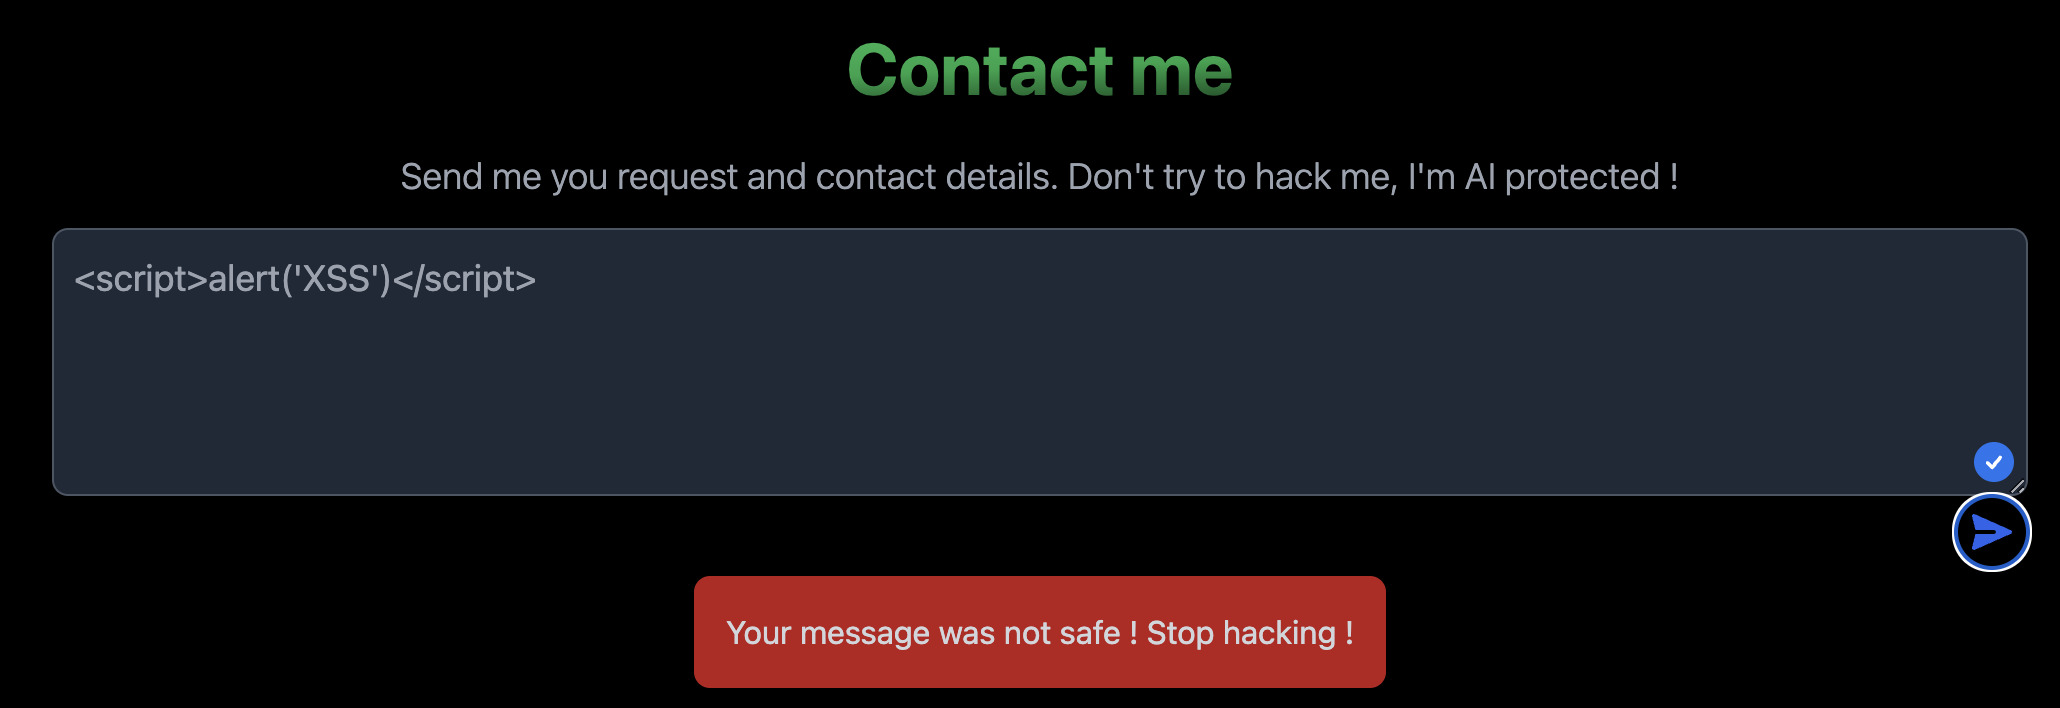 Contact me
Send me you request and contact details. Don't try to hack me, I'm AI protected !
<script>alert('XSS')</script>
Your message was not safe ! Stop hacking !